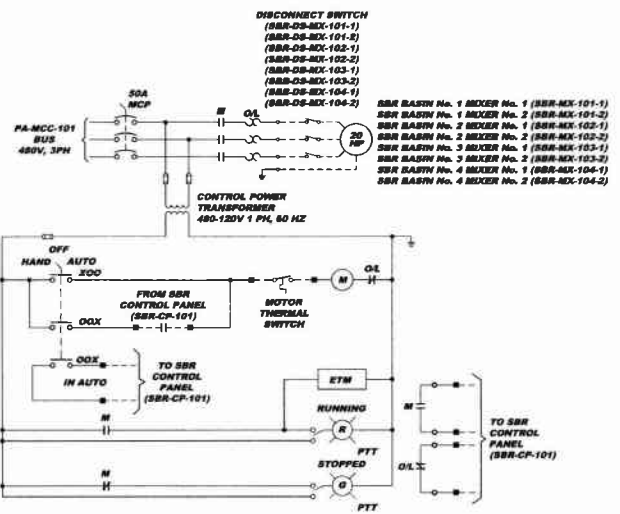 DISCONNECT SWITCH
(SBR-DS-MX-101-1)
(SBR-DS-MX-101-2)
(SBR-DS-MX-102-1)
(SBR-DS-MX-102-2)
(SBR-DS-MX-103-1)
(SBR-DS-MX-103-2)
(SBR-DS-MX-104-1)
(SBR-DS-MX-104-2)
50A
MCP
M
O/L
PA-MCC-101
BUS
480V, 3PH
20
HP
SBR BASIN No. 1 MIXER No. 1 (SBR-MX-101-1)
SBR BASIN No. 1 MIXER No. 2 (SBR-MX-101-2)
SBR BASIN No. 2 MIXER No. 1 (SBR-MX-102-1)
SBR BASIN No. 2 MIXER No. 2 (SBR-MX-102-2)
SBR BASIN No. 3 MIXER No. 1 (SBR-MX-103-1)
SBR BASIN No. 3 MIXER No. 2 (SBR-MX-103-2)
SBR BASIN No. 4 MIXER No. 1 (SBR-MX-104-1)
SBR BASIN No. 4 MIXER No. 2 (SBR-MX-104-2)
CONTROL POWER
TRANSFORMER
480-120V 1 PH, 60 HZ
OFF
HAND
AUTO
XOO
M
O/L
FROM SBR
CONTROL PANEL
(SBR-CP-101)
MOTOR
THERMAL
SWITCH
OOX
OOX
IN AUTO
TO SBR
CONTROL
PANEL
(SBR-CP-101)
ETM
M
RUNNING
R
PTT
M
STOPPED
G
PTT
M
O/L
TO SBR
CONTROL
PANEL
(SBR-CP-101)